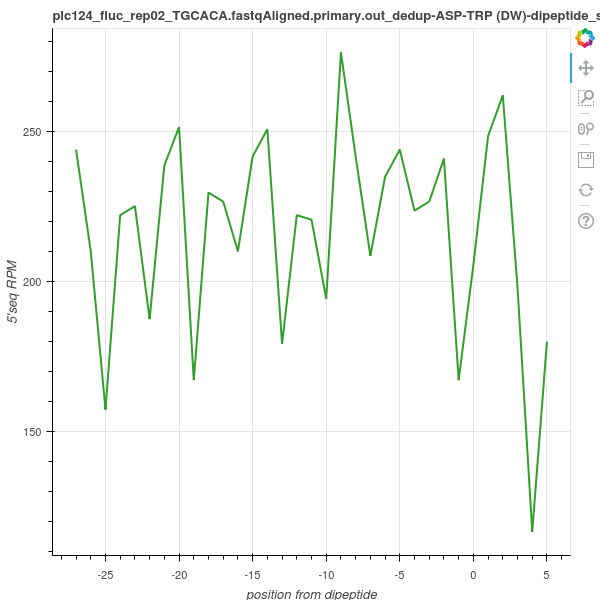 plc124_fluc_rep02_TGCACA.fastqAligned.primary.out_dedup-ASP-TRP (DW)-dipeptide_s
250
200
150
5'seq RPM
-25 -20 -15 -10 -5 0 5
position from dipeptide